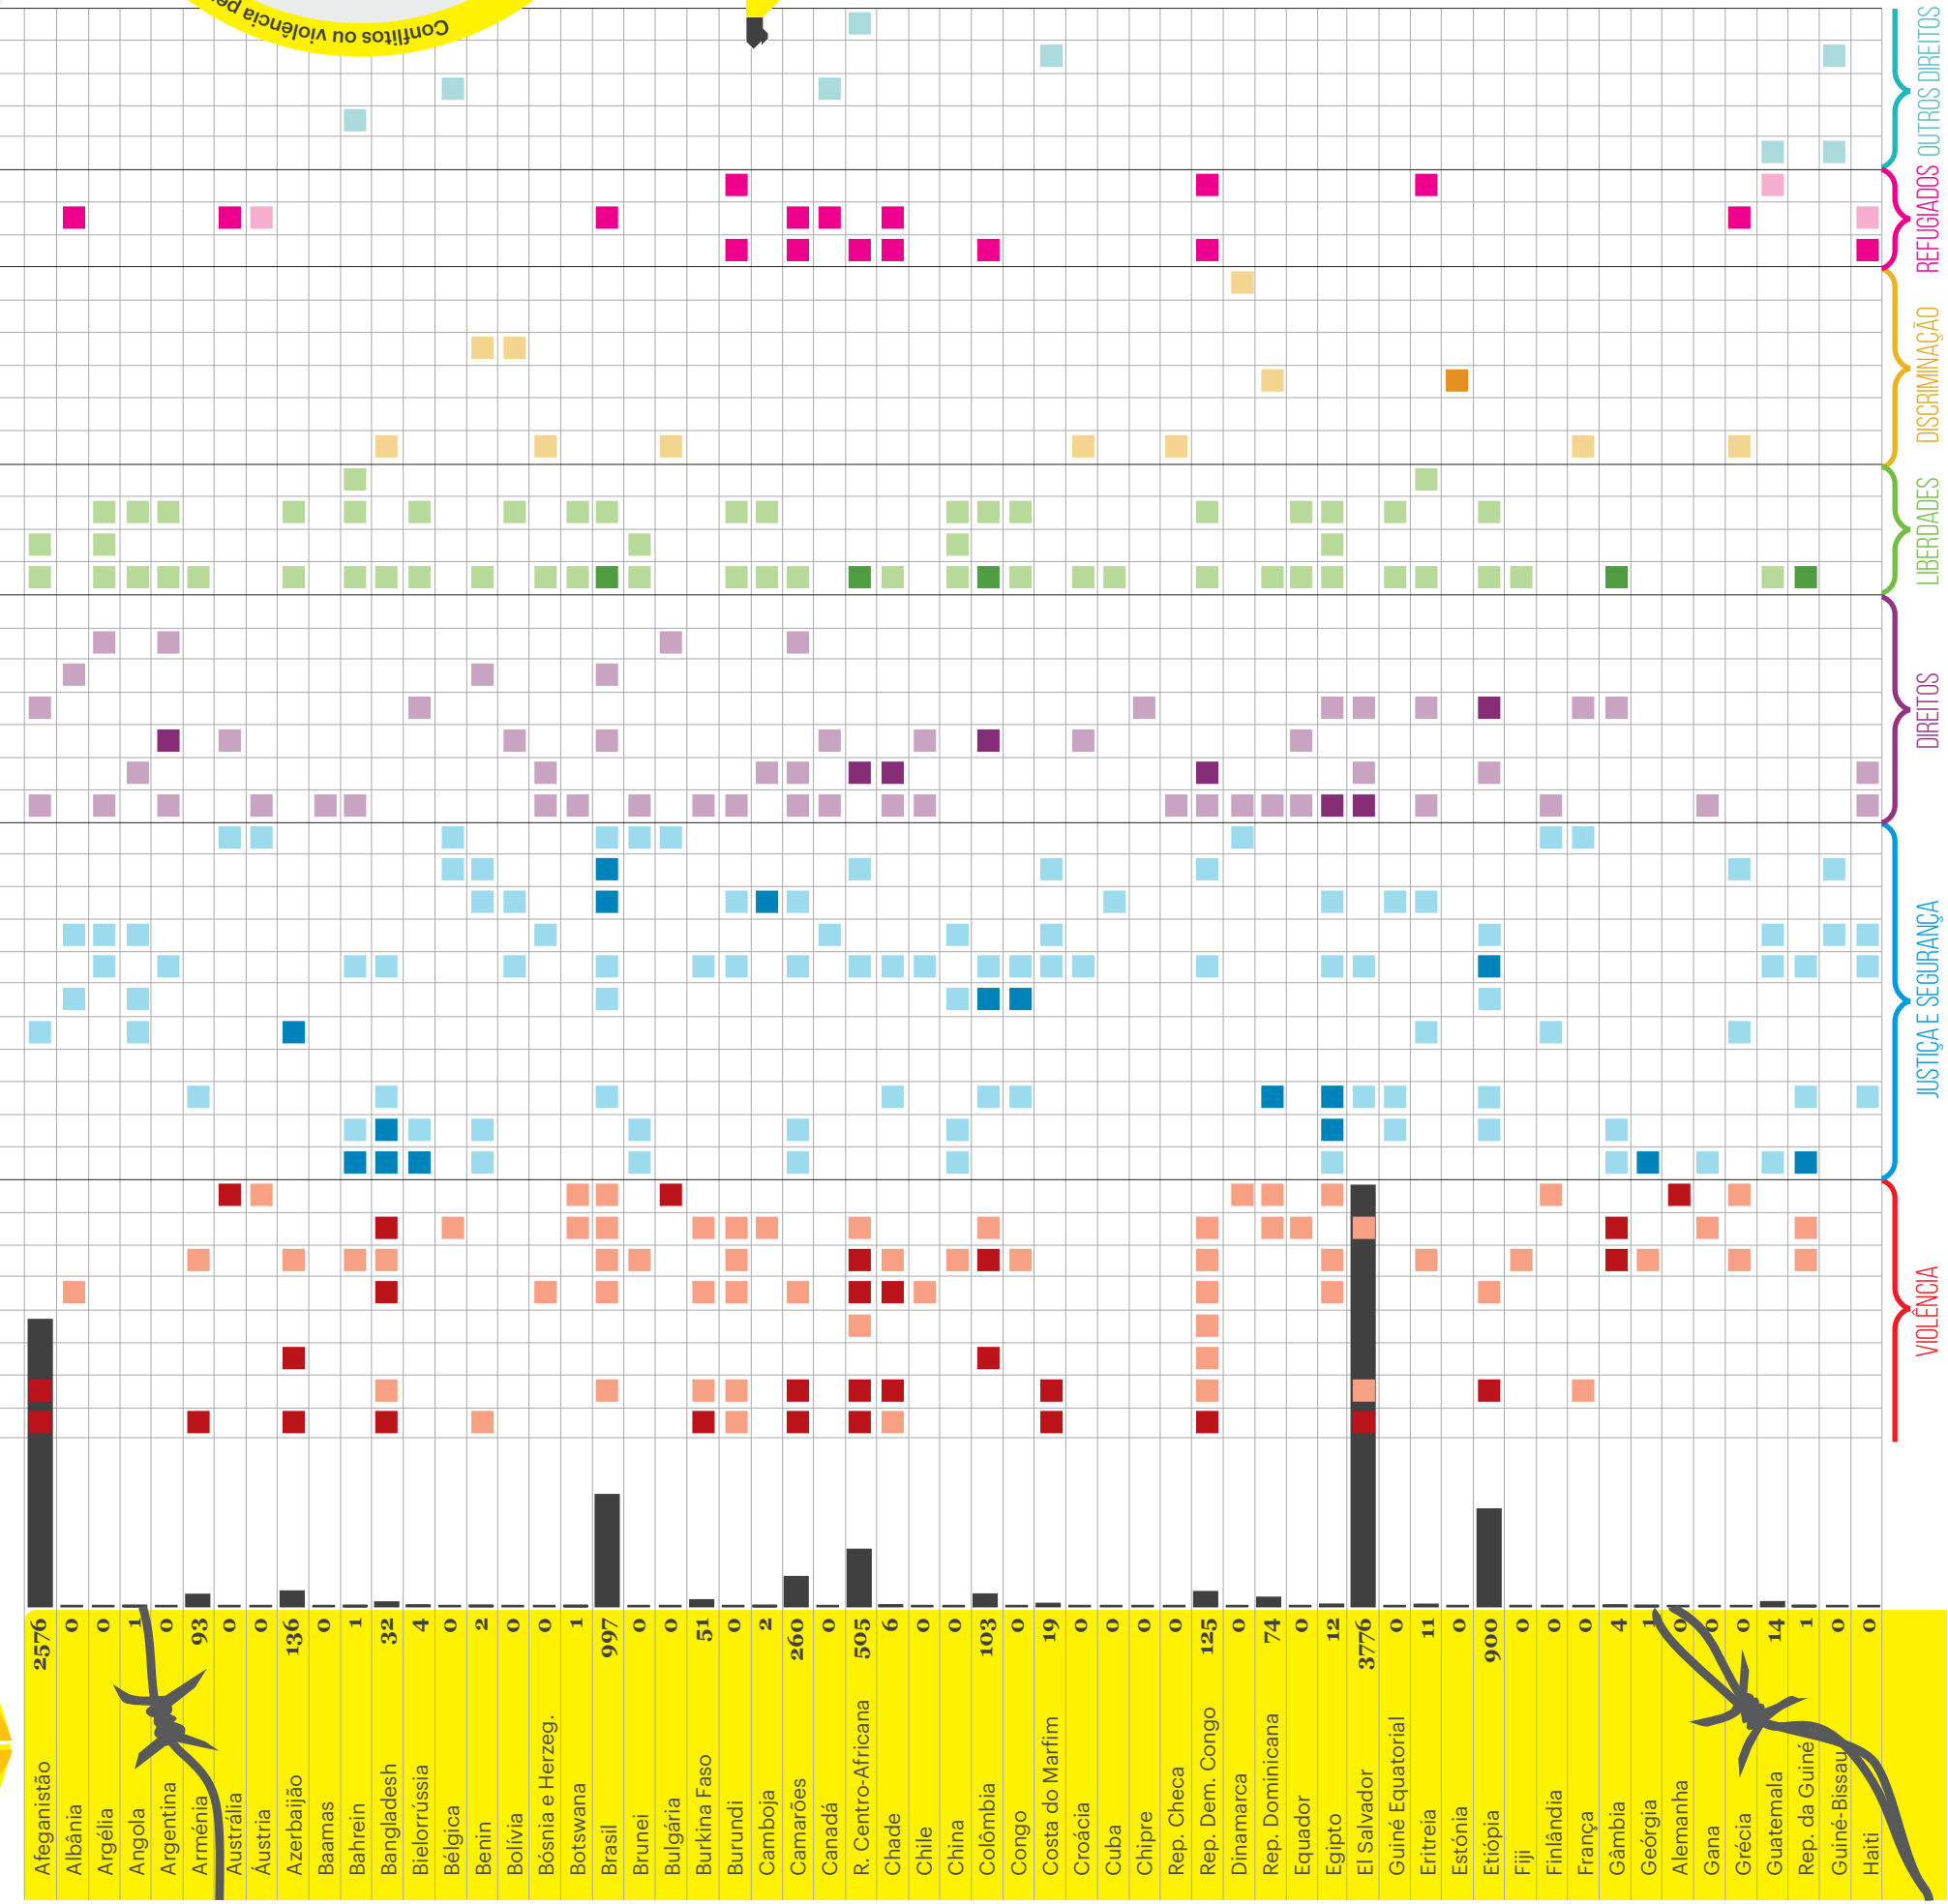 Conflitos ou violência
OUTROS DIREITOS
REFUGIADOS
DISCRIMINAÇÃO
LIBERDADES
DIREITOS
JUSTIÇA E SEGURANÇA
VIOLÊNCIA
Afeganistão 2576
Albânia 0
Argélia 0
Angola 1
Argentina 0
Arménia 93
Austrália 0
Áustria 0
Azerbaijão 136
Baamas 0
Bahrein 1
Bangladesh 32
Bielorrússia 4
Bélgica 0
Benin 2
Bolívia 0
Bósnia e Herzeg. 0
Botswana 1
Brasil 997
Brunei 0
Bulgária 0
Burkina Faso 51
Burundi 0
Camboja 2
Camarões 260
Canadá 0
R. Centro-Africana 505
Chade 6
Chile 0
China 0
Colômbia 103
Congo 0
Costa do Marfim 19
Croácia 0
Cuba 0
Chipre 0
Rep. Checa 0
Rep. Dem. Congo 125
Dinamarca 0
Rep. Dominicana 74
Equador 0
Egipto 12
El Salvador 3776
Guiné Equatorial 0
Eritreia 11
Estónia 0
Etiópia 900
Fiji 0
Finlândia 0
França 0
Gâmbia 4
Geórgia 1
Alemanha 0
Gana 0
Grécia 0
Guatemala 14
Rep. da Guiné 1
Guiné-Bissau 0
Haiti 0